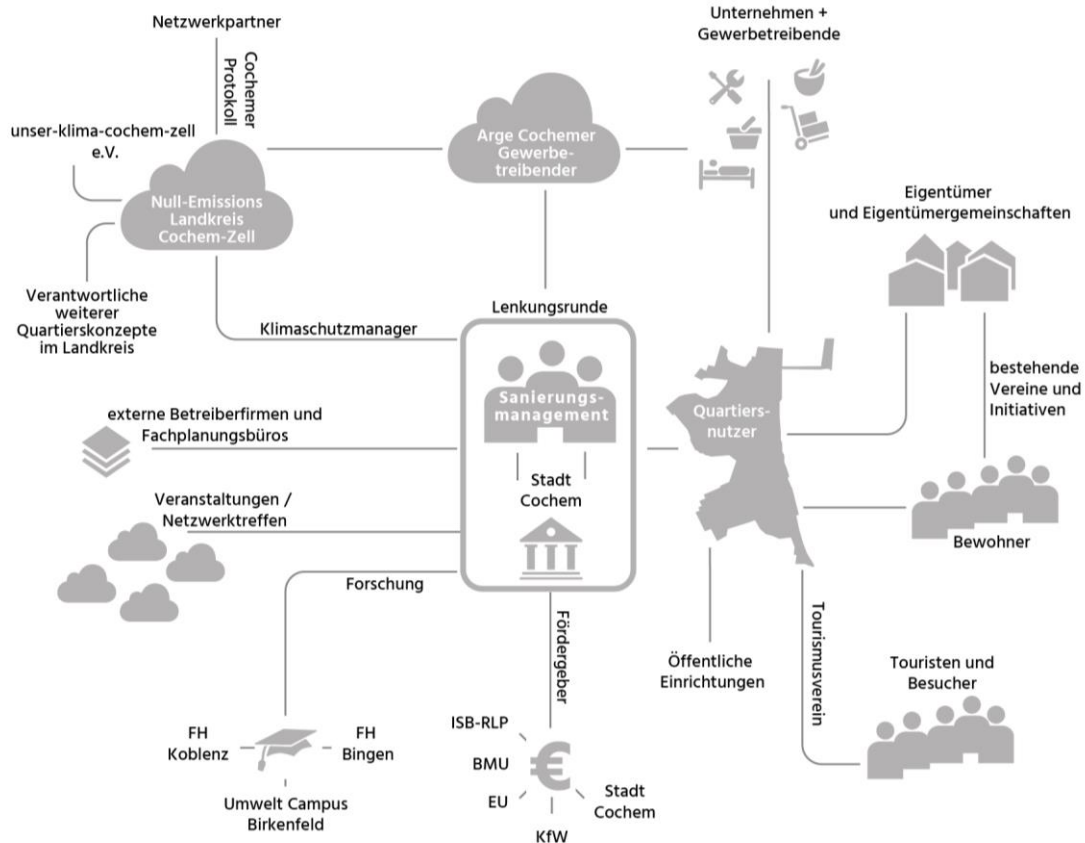 Netzwerkpartner
Cochemer
Protokoll
Unternehmen +
Gewerbetreibende
unser-klima-cochem-zell
e.V.
Arge Cochemer
Gewerbe-
treibender
Null-Emissions
Landkreis
Cochem-Zell
Eigentümer
und Eigentümergemeinschaften
Verantwortliche
weiterer
Quartierskonzepte
im Landkreis
Klimaschutzmanager
Lenkungsrunde
Sanierungs-
management
Stadt
Cochem
Quartiers-
nutzer
bestehende
Vereine und
Initiativen
externe Betreiberfirmen und
Fachplanungsbüros
Veranstaltungen /
Netzwerktreffen
Bewohner
Forschung
Fördergeber
Öffentliche
Einrichtungen
Tourismusverein
Touristen und
Besucher
FH
Koblenz
FH
Bingen
Umwelt Campus
Birkenfeld
ISB-RLP
BMU
EU
KfW
€
Stadt
Cochem